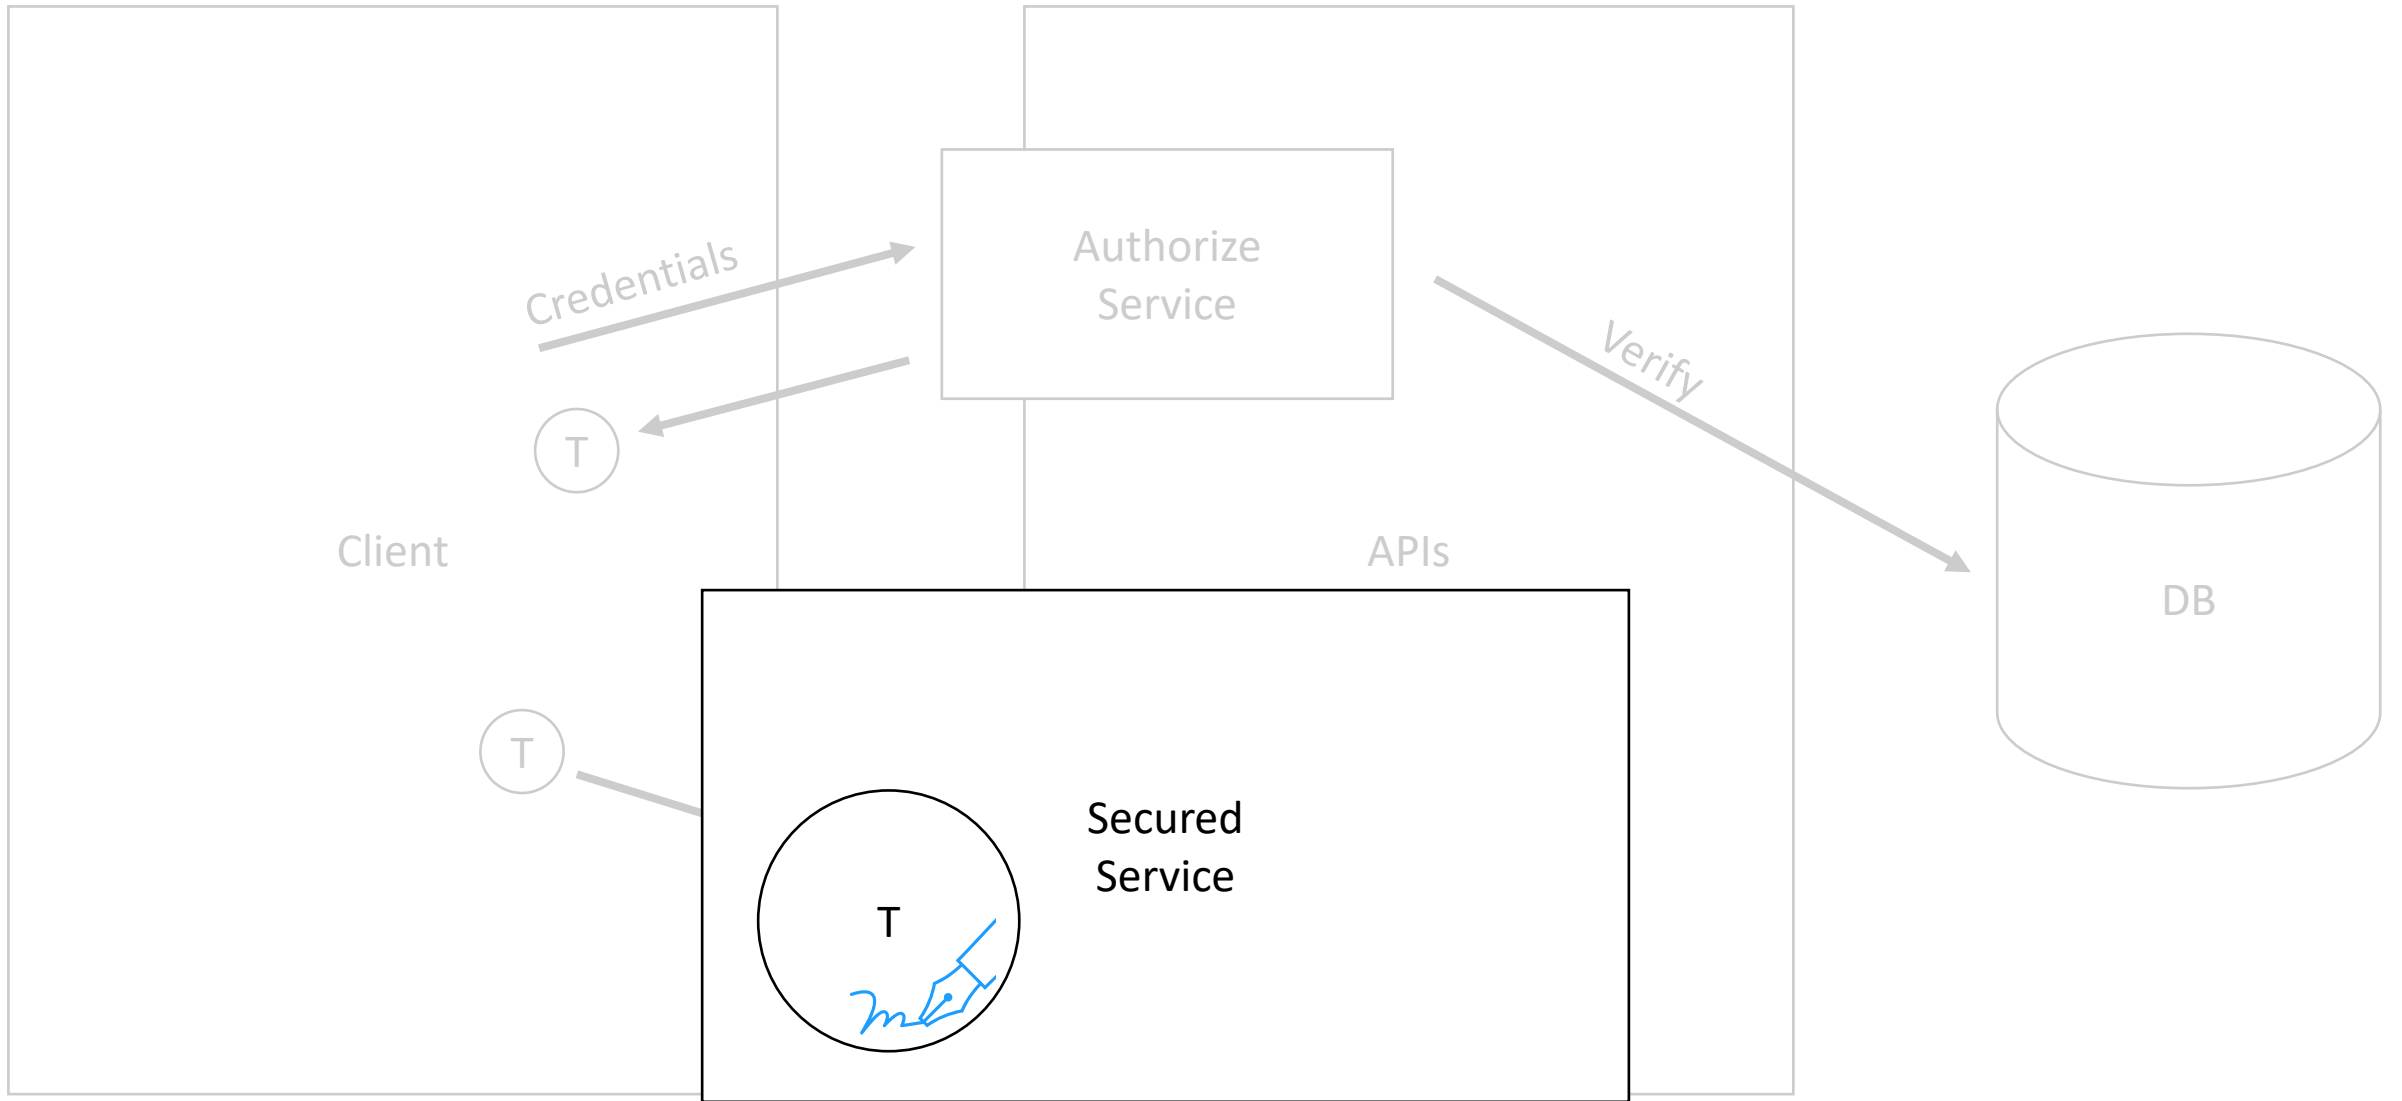 Credentials
Authorize
Service
Verify
T
Client
APIs
DB
T
Secured
Service
T